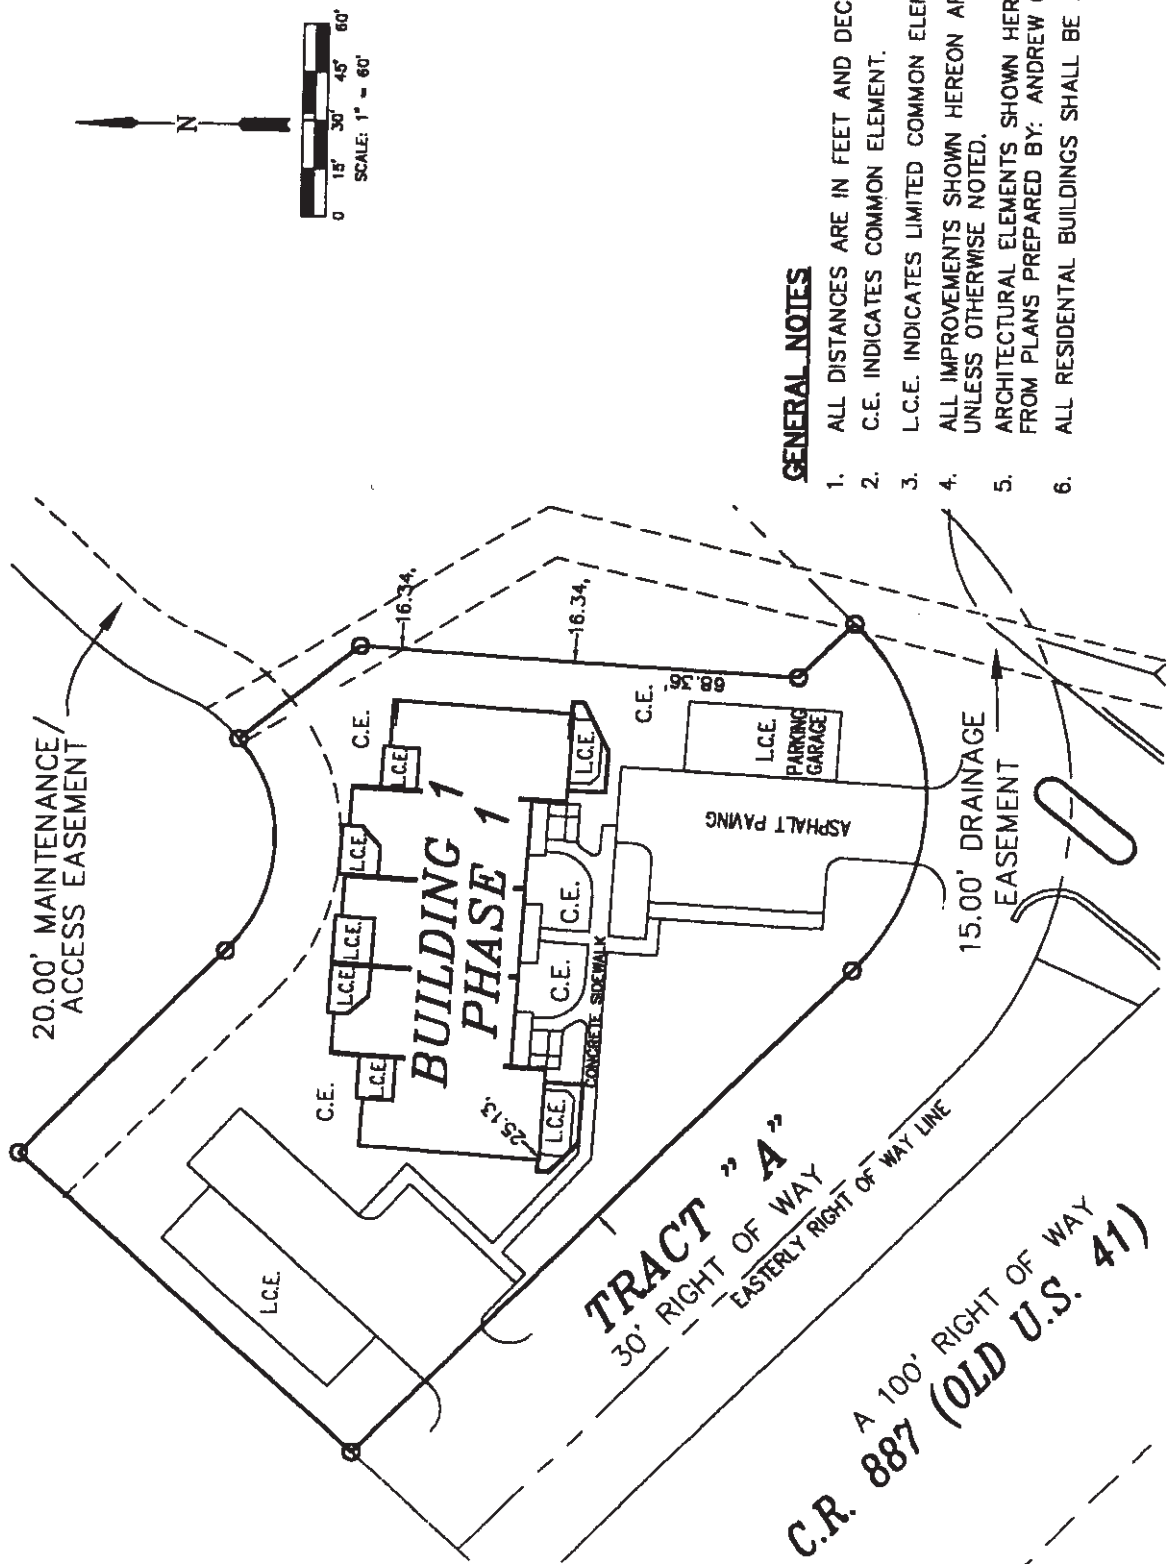 N
0
15'
30'
45'
60'
SCALE: 1" = 60'
20.00' MAINTENANCE/
ACCESS EASEMENT
16.34'
16.34'
68.36'
C.E.
L.C.E.
L.C.E.
L.C.E.
L.C.E.
L.C.E.
C.E.
L.C.E.
BUILDING 1
PHASE 1
L.C.E.
C.E.
C.E.
C.E.
25.13'
CONCRETE SIDEWALK
L.C.E.
PARKING
GARAGE
ASPHALT PAVING
L.C.E.
15.00' DRAINAGE
EASEMENT
TRACT "A"
30' RIGHT OF WAY
EASTERLY RIGHT OF WAY LINE
A 100' RIGHT OF WAY
C.R. 887 (OLD U.S. 41)
GENERAL NOTES
1. ALL DISTANCES ARE IN FEET AND DEC
2. C.E. INDICATES COMMON ELEMENT.
3. L.C.E. INDICATES LIMITED COMMON ELE
4. ALL IMPROVEMENTS SHOWN HEREON AR
UNLESS OTHERWISE NOTED.
5. ARCHITECTURAL ELEMENTS SHOWN HER
FROM PLANS PREPARED BY: ANDREW
6. ALL RESIDENTAL BUILDINGS SHALL BE